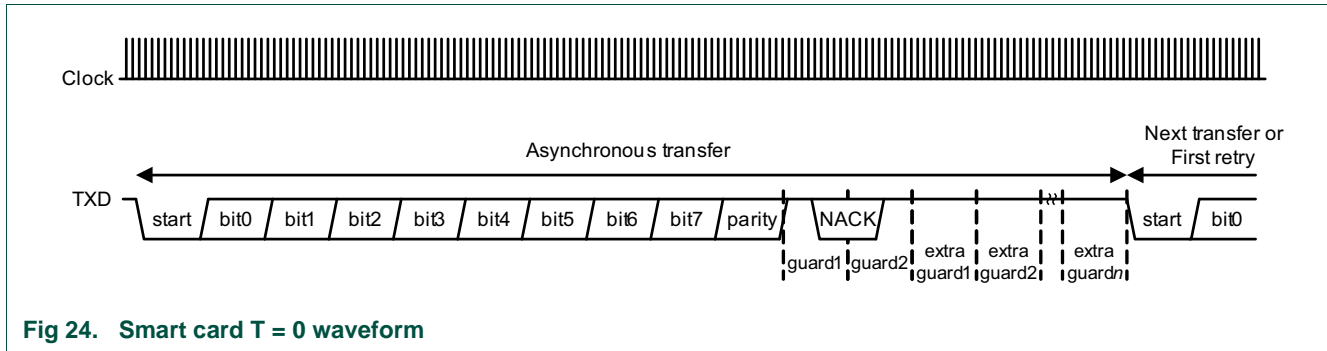 Clock
Next transfer or
First retry
Asynchronous transfer
TXD
start bit0 bit1 bit2 bit3 bit4 bit5 bit6 bit7 parity NACK start bit0
guard1 guard2 extra guard1 extra guard2 extra guardn
Fig 24. Smart card T = 0 waveform